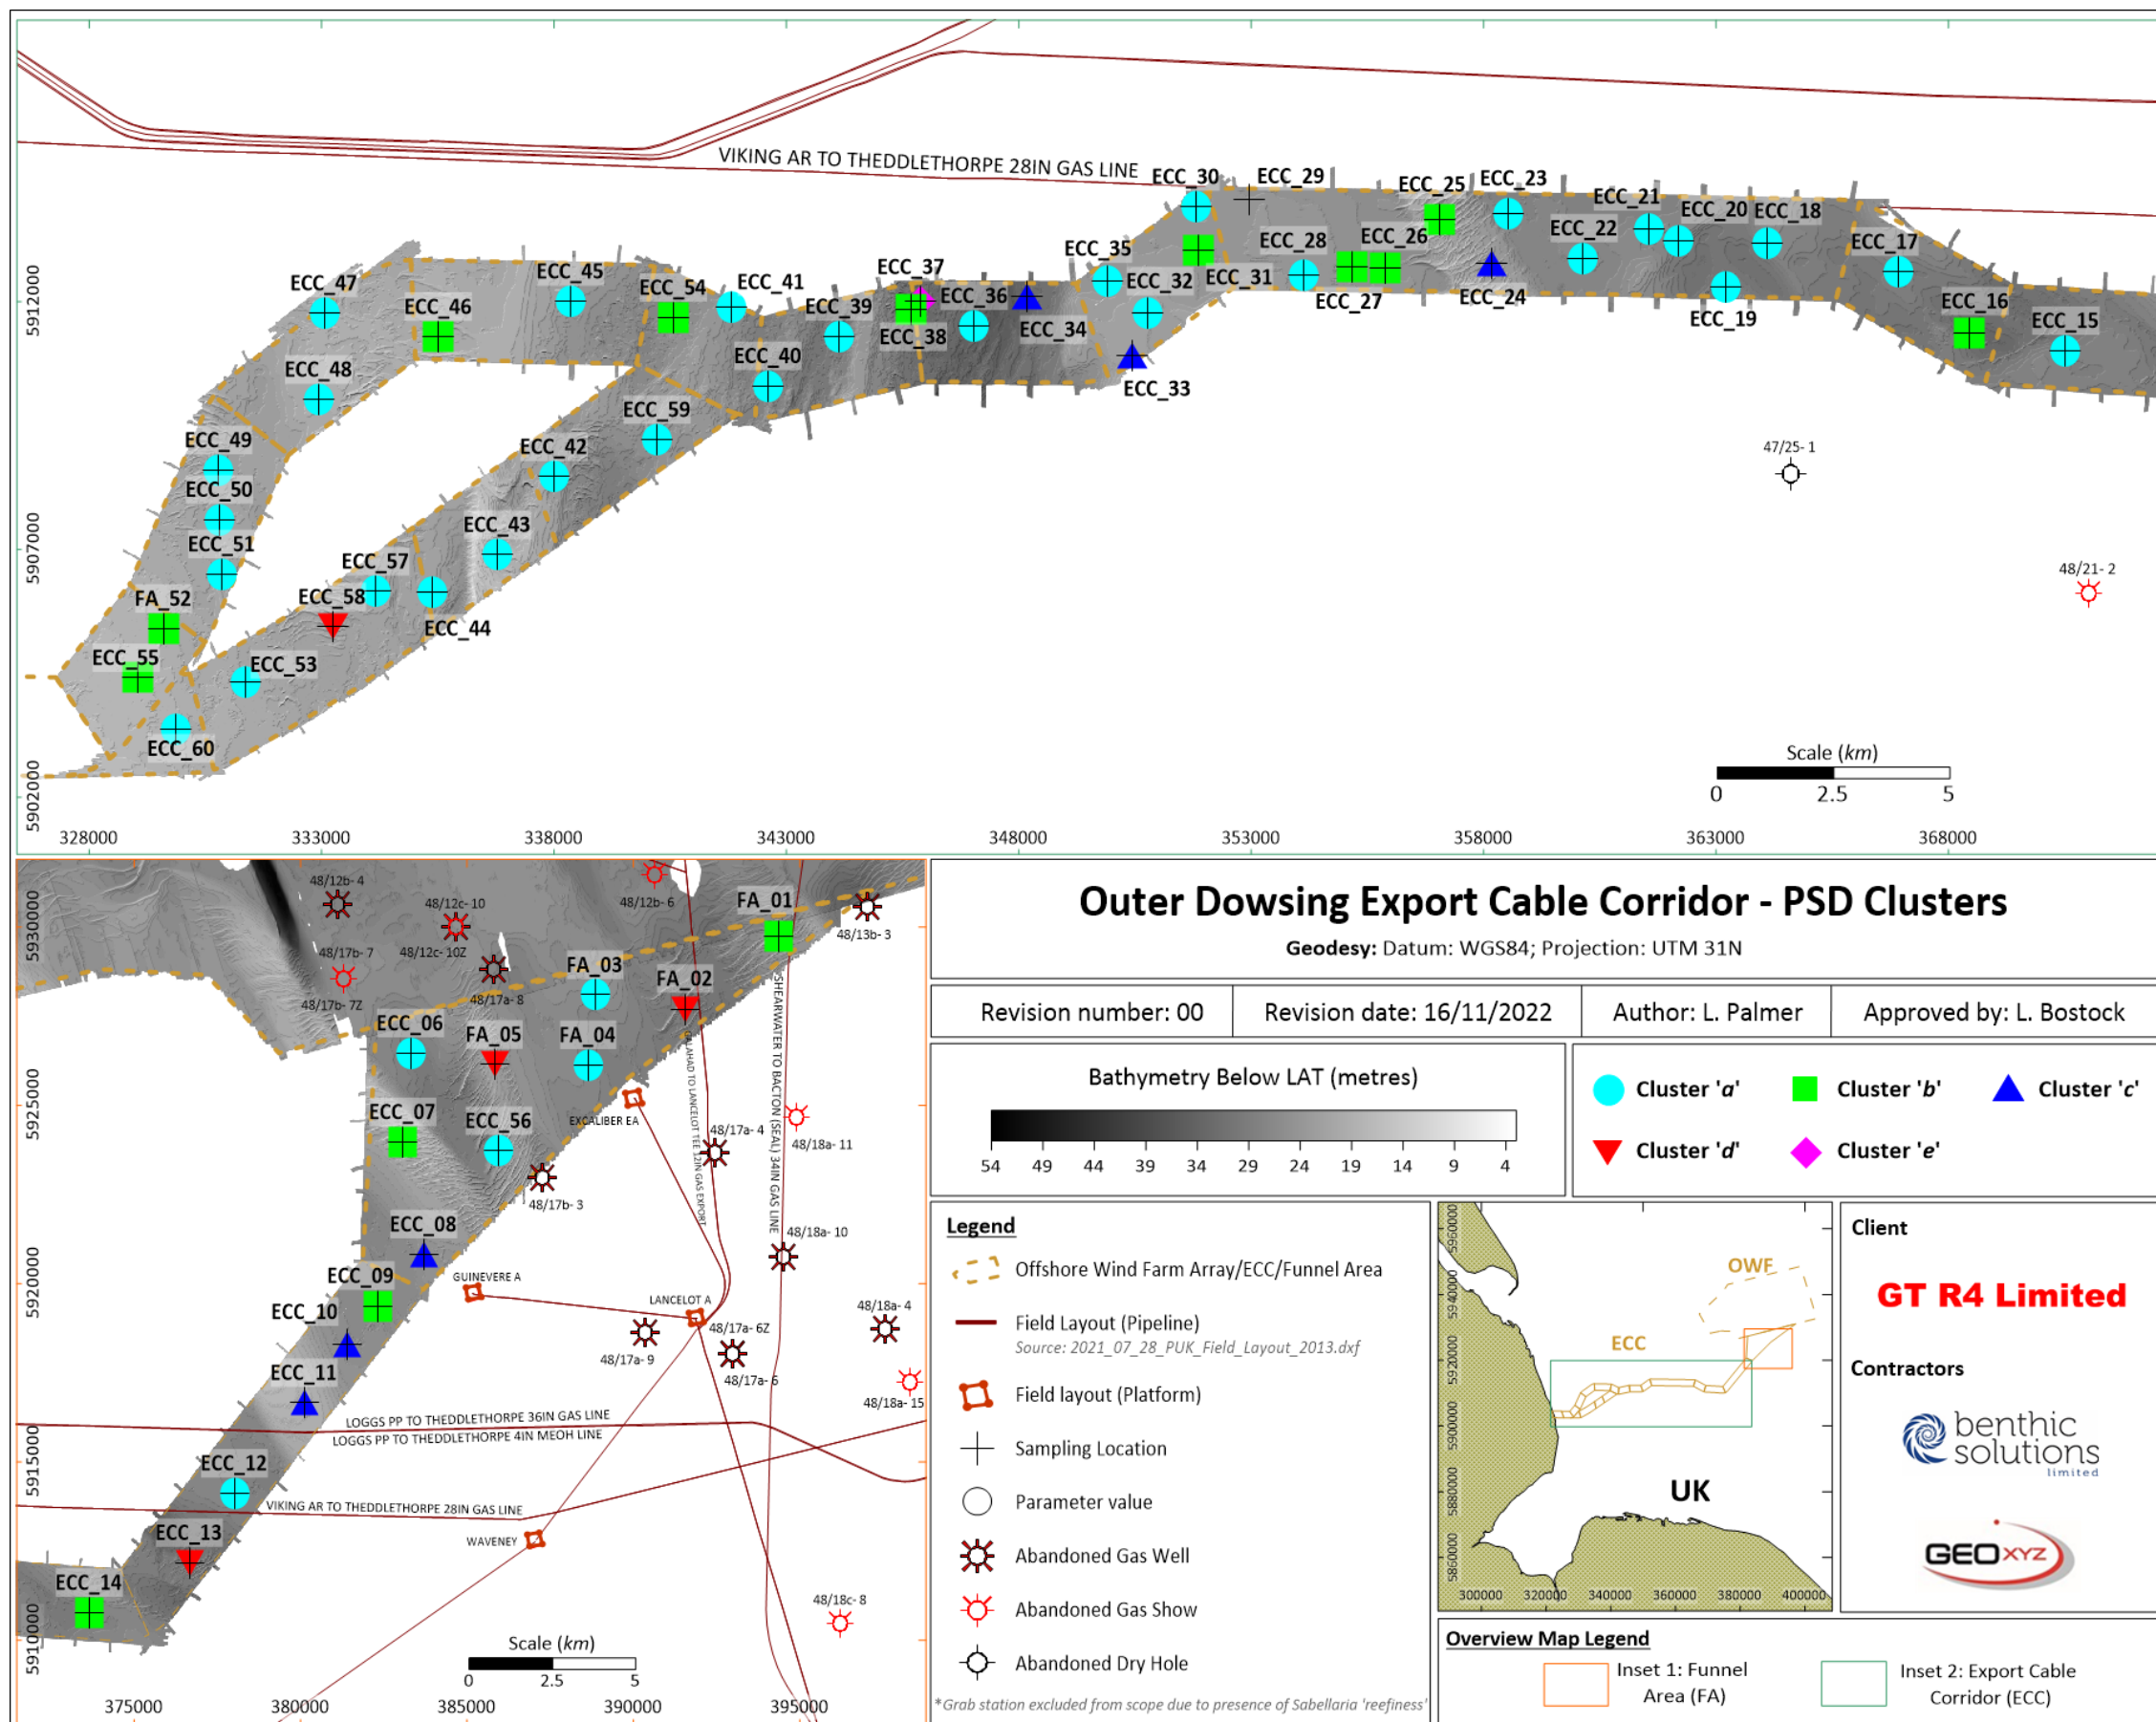 VIKING AR TO THEDDLETHORPE 28IN GAS LINE
ECC_30
ECC_29
ECC_25
ECC_23
ECC_21
ECC_20
ECC_18
ECC_17
ECC_22
ECC_26
ECC_28
ECC_35
ECC_32
ECC_31
ECC_27
ECC_24
ECC_19
ECC_16
ECC_15
ECC_47
ECC_46
ECC_45
ECC_54
ECC_41
ECC_39
ECC_37
ECC_36
ECC_38
ECC_34
ECC_33
ECC_40
ECC_48
ECC_59
ECC_49
ECC_42
ECC_50
ECC_43
ECC_51
ECC_57
ECC_58
ECC_44
FA_52
ECC_55
ECC_53
ECC_60
47/25- 1
48/21- 2
5912000
5907000
5902000
Scale (km)
0 2.5 5
328000 333000 338000 343000 348000 353000 358000 363000 368000
48/12b- 4
48/12c- 10
48/12b- 6
FA_01
48/13b- 3
48/17b- 7
48/12c- 10Z
48/17b- 7Z
48/17a- 8
FA_03
FA_02
ECC_06
FA_05
FA_04
ECC_07
ECC_56
EXCALIBER EA
48/17a- 4
48/18a- 11
48/17b- 3
GALAHAD TO LANCELOT TEE 12IN GAS EXPORT
SHEARWATER TO BACTON (SEAL) 34IN GAS LINE
ECC_08
48/18a- 10
ECC_09
GUINEVERE A
LANCELOT A
ECC_10
48/17a- 9
48/17a- 6Z
48/17a- 6
48/18a- 4
48/18a- 15
ECC_11
LOGGS PP TO THEDDLETHORPE 36IN GAS LINE
LOGGS PP TO THEDDLETHORPE 4IN MEOH LINE
ECC_12
VIKING AR TO THEDDLETHORPE 28IN GAS LINE
ECC_13
WAVENEY
ECC_14
48/18c- 8
5930000
5925000
5920000
5915000
5910000
Scale (km)
0 2.5 5
375000 380000 385000 390000 395000
Outer Dowsing Export Cable Corridor - PSD Clusters
Geodesy: Datum: WGS84; Projection: UTM 31N
Revision number: 00
Revision date: 16/11/2022
Author: L. Palmer
Approved by: L. Bostock
Bathymetry Below LAT (metres)
54 49 44 39 34 29 24 19 14 9 4
Cluster 'a'
Cluster 'b'
Cluster 'c'
Cluster 'd'
Cluster 'e'
Legend
Offshore Wind Farm Array/ECC/Funnel Area
Field Layout (Pipeline)
Source: 2021_07_28_PUK_Field_Layout_2013.dxf
Field layout (Platform)
Sampling Location
Parameter value
Abandoned Gas Well
Abandoned Gas Show
Abandoned Dry Hole
*Grab station excluded from scope due to presence of Sabellaria 'reefiness'
OWF
ECC
UK
5960000
5940000
5920000
5900000
5880000
5860000
300000 320000 340000 360000 380000 400000
Client
GT R4 Limited
Contractors
benthic
solutions
limited
GEO XYZ
Overview Map Legend
Inset 1: Funnel
Area (FA)
Inset 2: Export Cable
Corridor (ECC)